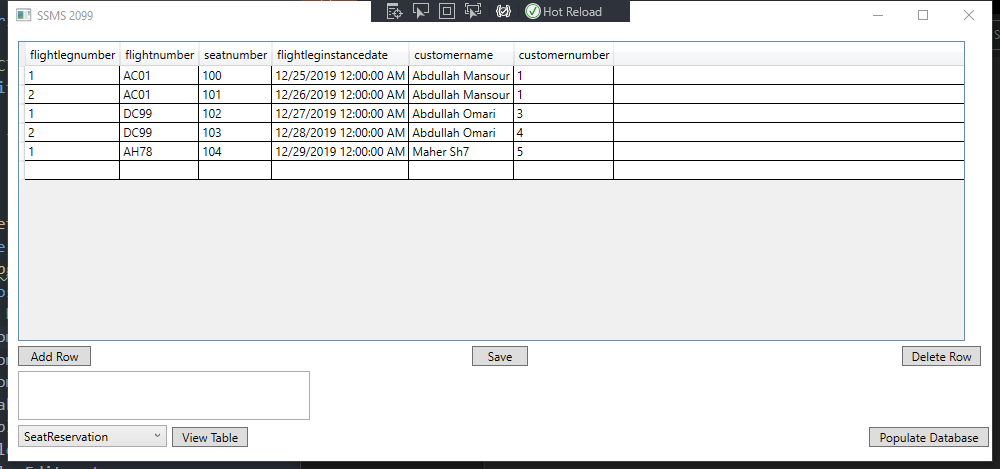 SSMS 2099
Hot Reload
flightlegnumber flightnumber seatnumber flightleginstancedate customername customernumber
1 AC01 100 12/25/2019 12:00:00 AM Abdullah Mansour 1
2 AC01 101 12/26/2019 12:00:00 AM Abdullah Mansour 1
1 DC99 102 12/27/2019 12:00:00 AM Abdullah Omari 3
2 DC99 103 12/28/2019 12:00:00 AM Abdullah Omari 4
1 AH78 104 12/29/2019 12:00:00 AM Maher Sh7 5
Add Row Save Delete Row
SeatReservation View Table Populate Database